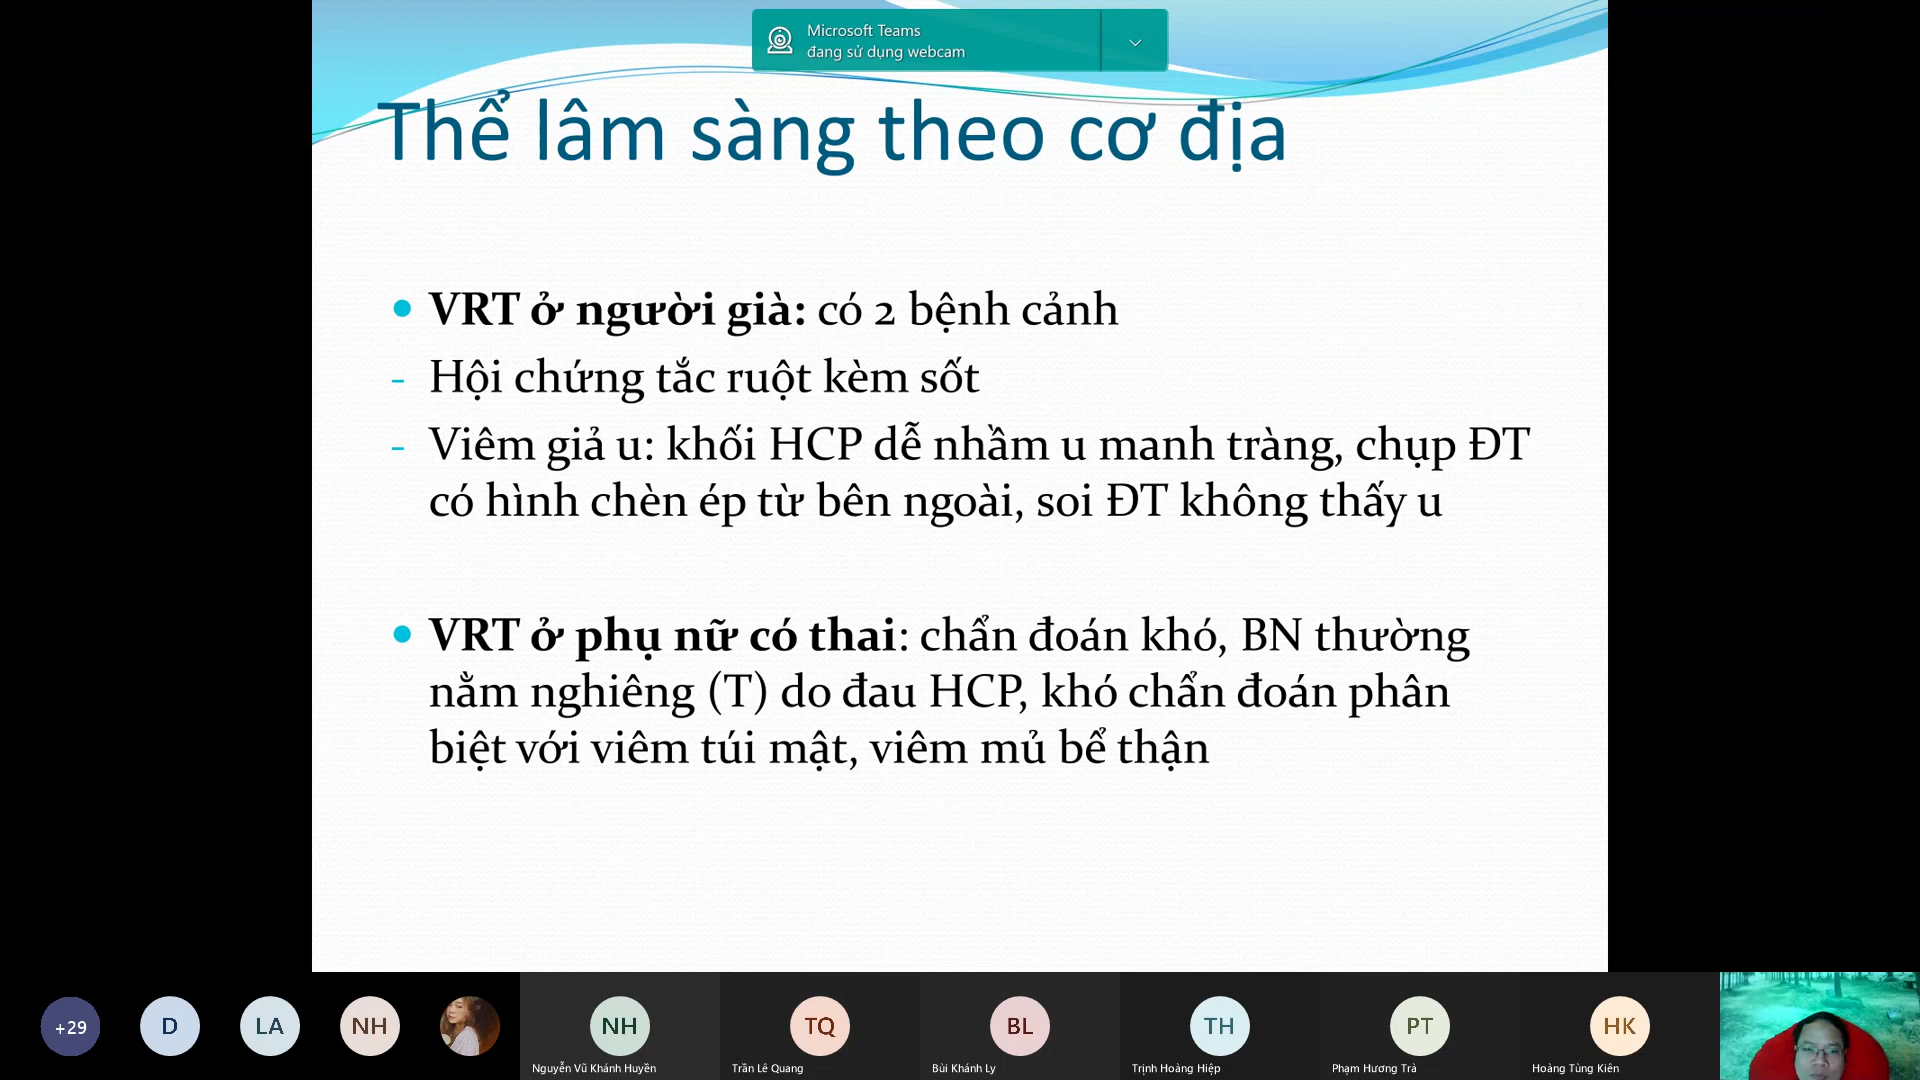 Microsoft Teams
đang sử dụng webcam
Thể lâm sàng theo cơ địa
• VRT ở người già: có 2 bệnh cảnh
- Hội chứng tắc ruột kèm sốt
- Viêm giả u: khối HCP dễ nhầm u manh tràng, chụp ĐT
có hình chèn ép từ bên ngoài, soi ĐT không thấy u
• VRT ở phụ nữ có thai: chẩn đoán khó, BN thường
nằm nghiêng (T) do đau HCP, khó chẩn đoán phân
biệt với viêm túi mật, viêm mủ bể thận
+29
D
LA
NH
NH
TQ
BL
TH
PT
HK
Nguyễn Vũ Khánh Huyền
Trần Lê Quang
Bùi Khánh Ly
Trịnh Hoàng Hiệp
Phạm Hương Trà
Hoàng Tùng Kiên